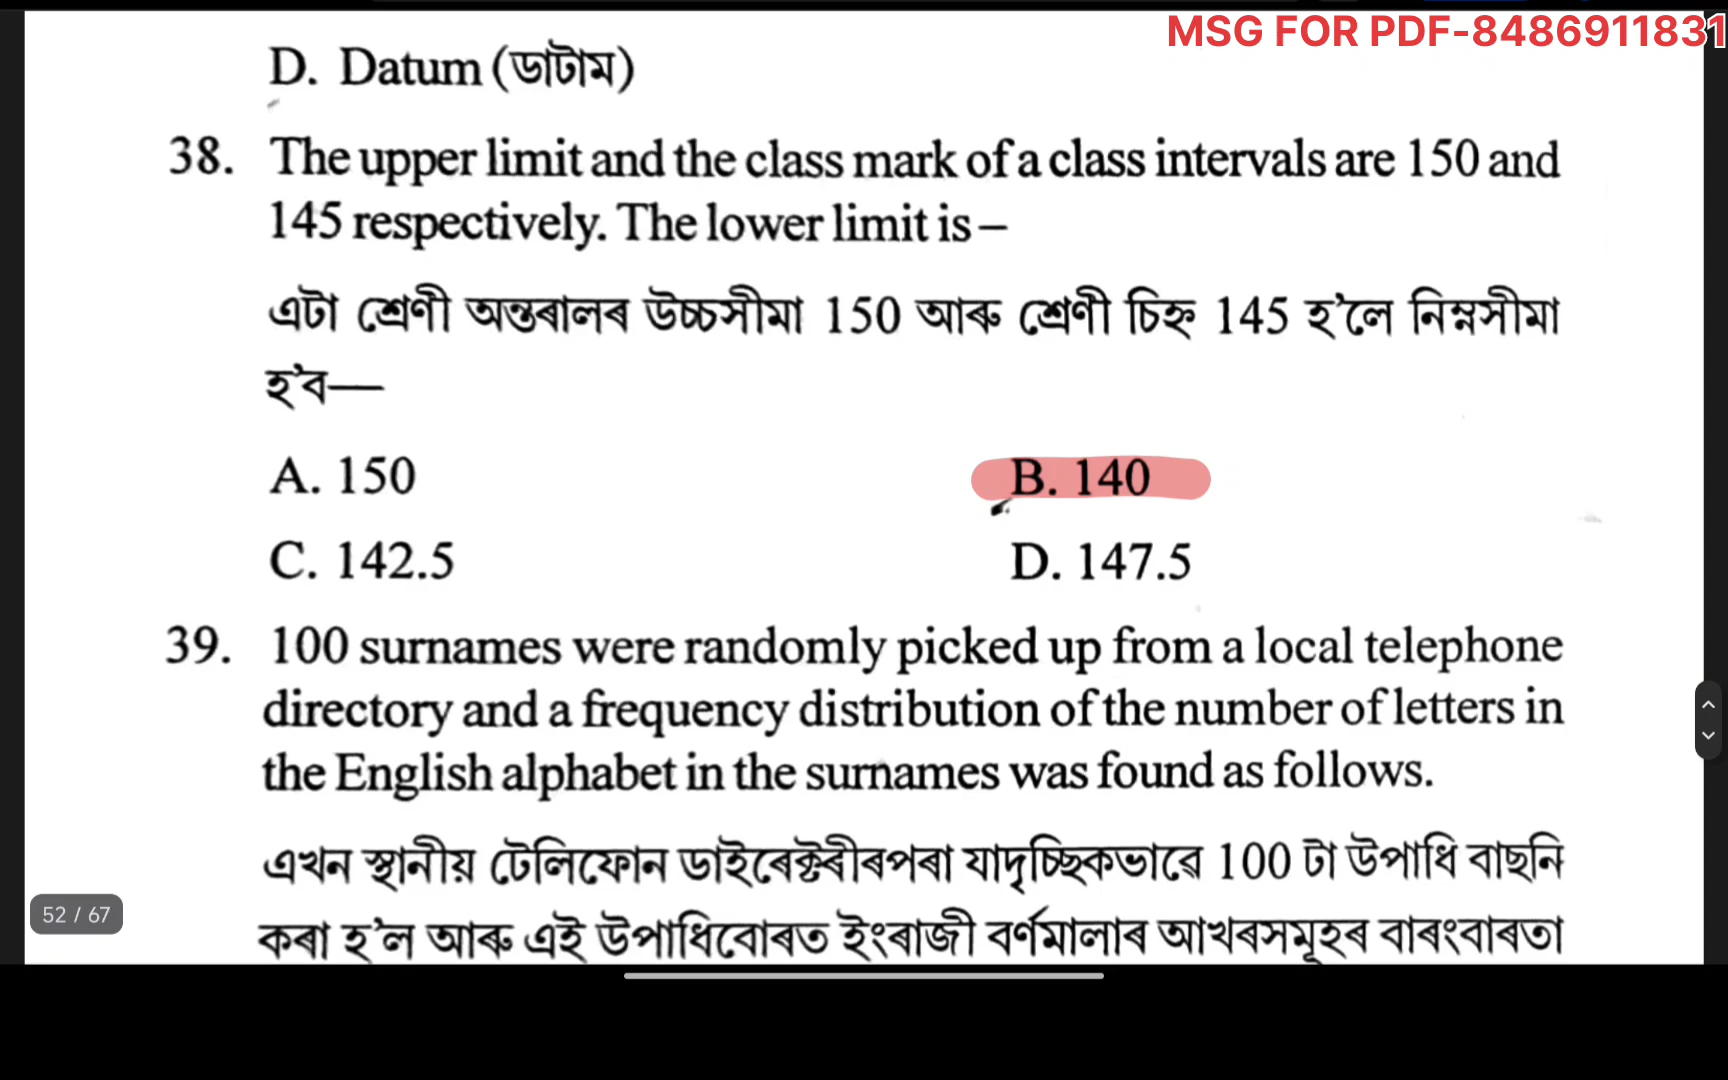 MSG FOR PDF-8486911831
D. Datum (ডাটাম)
38. The upper limit and the class mark of a class intervals are 150 and
145 respectively. The lower limit is –
এটা শ্ৰেণী অন্তৰালৰ উচ্চসীমা 150 আৰু শ্ৰেণী চিহ্ন 145 হ’লে নিম্নসীমা
হ’ব—
A. 150 B. 140
C. 142.5 D. 147.5
39. 100 surnames were randomly picked up from a local telephone
directory and a frequency distribution of the number of letters in
the English alphabet in the surnames was found as follows.
এখন স্থানীয় টেলিফোন ডাইৰেক্টৰীৰপৰা যাদৃচ্ছিকভাৱে 100 টা উপাধি বাছনি
কৰা হ’ল আৰু এই উপাধিবোৰত ইংৰাজী বৰ্ণমালাৰ আখৰসমূহৰ বাৰংবাৰতা
52 / 67